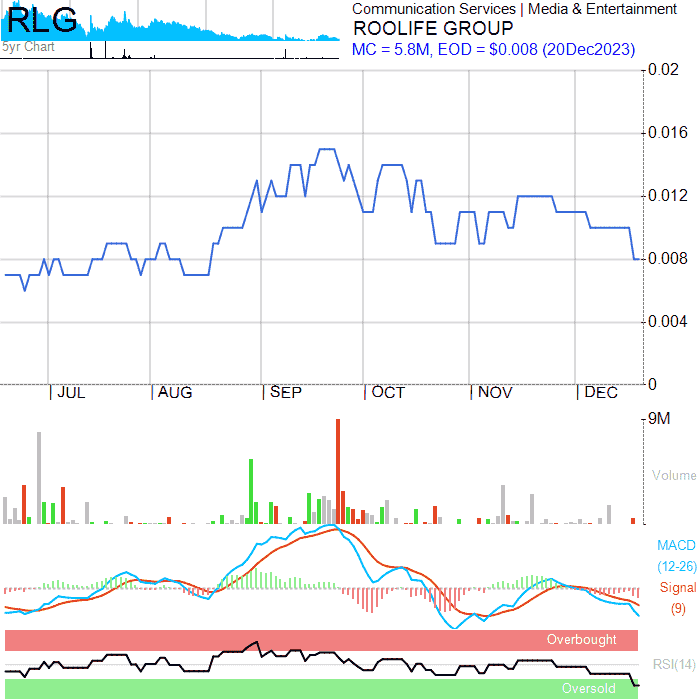 RLG
5yr Chart
Communication Services | Media & Entertainment
ROOLIFE GROUP
MC = 5.8M, EOD = $0.008 (20Dec2023)
0.02
0.016
0.012
0.008
0.004
0
JUL AUG SEP OCT NOV DEC
9M
Volume
MACD
(12-26)
Signal
(9)
Overbought
RSI(14)
Oversold